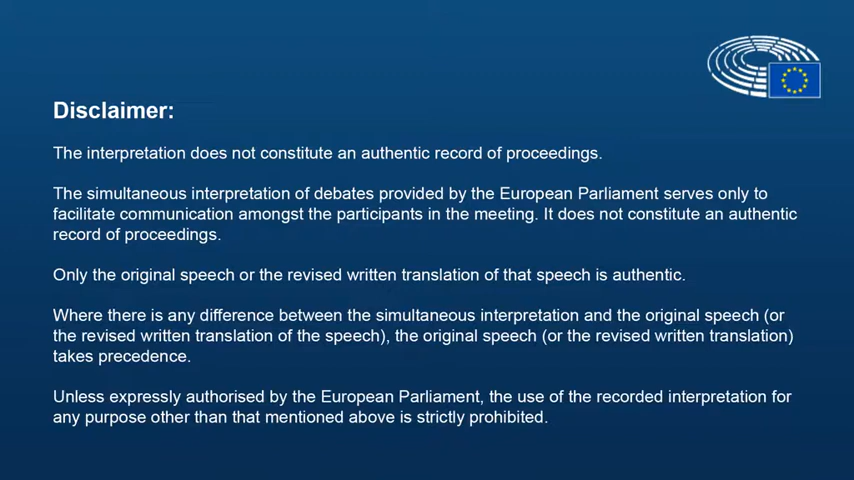 Disclaimer:
The interpretation does not constitute an authentic record of proceedings.
The simultaneous interpretation of debates provided by the European Parliament serves only to
facilitate communication amongst the participants in the meeting. It does not constitute an authentic
record of proceedings.
Only the original speech or the revised written translation of that speech is authentic.
Where there is any difference between the simultaneous interpretation and the original speech (or
the revised written translation of the speech), the original speech (or the revised written translation)
takes precedence.
Unless expressly authorised by the European Parliament, the use of the recorded interpretation for
any purpose other than that mentioned above is strictly prohibited.